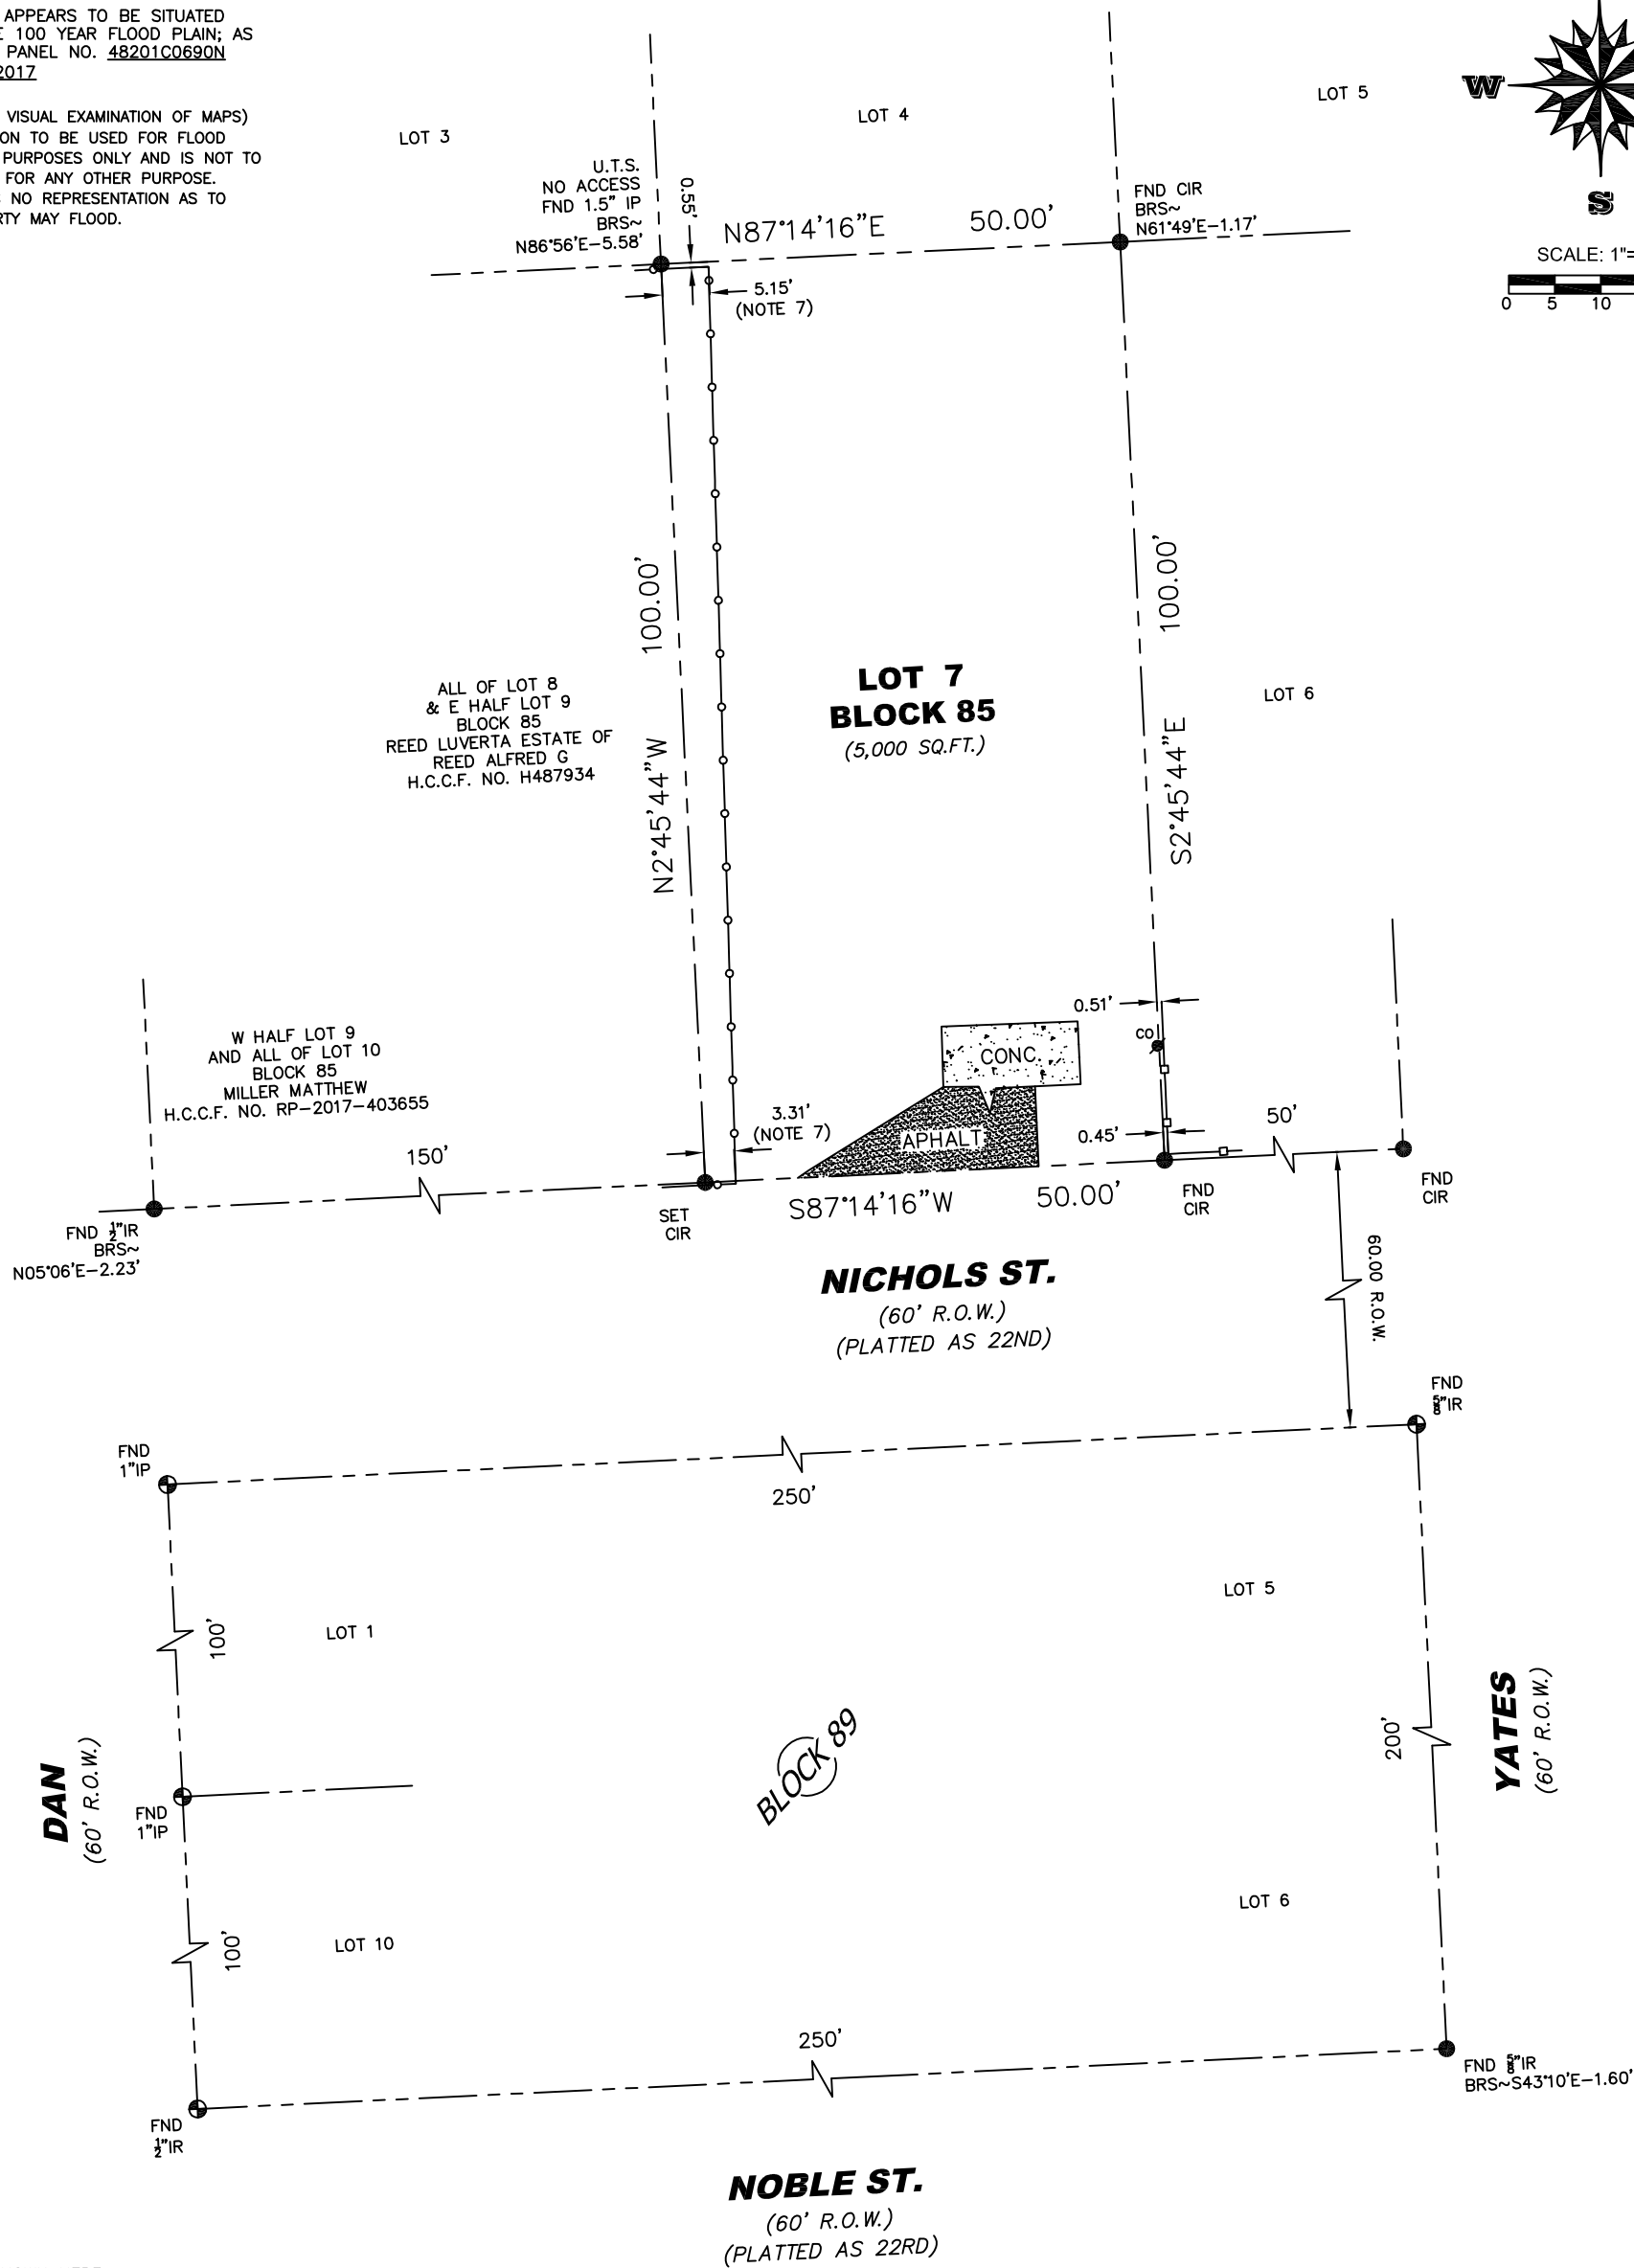 APPEARS TO BE SITUATED
E 100 YEAR FLOOD PLAIN; AS
PANEL NO. 48201C0690N
2017
VISUAL EXAMINATION OF MAPS)
ON TO BE USED FOR FLOOD
PURPOSES ONLY AND IS NOT TO
FOR ANY OTHER PURPOSE.
NO REPRESENTATION AS TO
RTY MAY FLOOD.
W
S
SCALE: 1"=
0 5 10
LOT 3
LOT 4
LOT 5
U.T.S.
NO ACCESS
FND 1.5" IP
BRS~
N86°56'E-5.58'
0.55'
N87°14'16"E 50.00'
FND CIR
BRS~
N61°49'E-1.17'
5.15'
(NOTE 7)
100.00'
N2°45'44"W
100.00'
S2°45'44"E
LOT 7
BLOCK 85
(5,000 SQ.FT.)
LOT 6
ALL OF LOT 8
& E HALF LOT 9
BLOCK 85
REED LUVERTA ESTATE OF
REED ALFRED G
H.C.C.F. NO. H487934
W HALF LOT 9
AND ALL OF LOT 10
BLOCK 85
MILLER MATTHEW
H.C.C.F. NO. RP-2017-403655
0.51'
CO
CONC.
APHALT
3.31'
(NOTE 7)
0.45'
50'
150'
FND 1/2"IR
BRS~
N05°06'E-2.23'
SET
CIR
S87°14'16"W 50.00'
FND
CIR
FND
CIR
60.00 R.O.W.
NICHOLS ST.
(60' R.O.W.)
(PLATTED AS 22ND)
FND
5/8"IR
FND
1"IP
250'
100'
LOT 1
LOT 5
200'
YATES
(60' R.O.W.)
BLOCK 89
DAN
(60' R.O.W.)
FND
1"IP
100'
LOT 10
LOT 6
250'
FND 5/8"IR
BRS~S43°10'E-1.60'
FND
1/2"IR
NOBLE ST.
(60' R.O.W.)
(PLATTED AS 22RD)